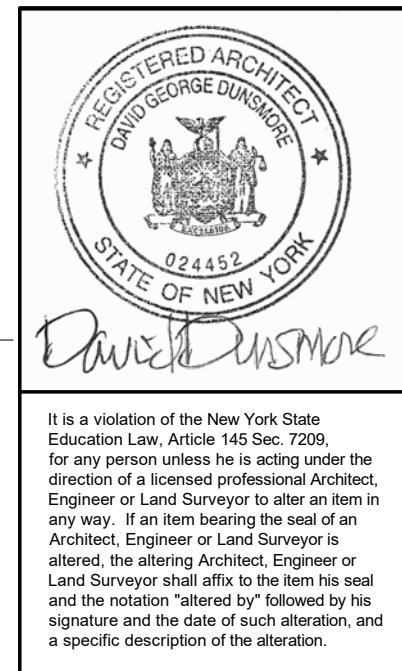 REGISTERED ARCHITECT
DAVID GEORGE DUNSMORE
EXCELSIOR
024452
STATE OF NEW YORK
David Dunsmore
It is a violation of the New York State
Education Law, Article 145 Sec. 7209,
for any person unless he is acting under the
direction of a licensed professional Architect,
Engineer or Land Surveyor to alter an item in
any way.  If an item bearing the seal of an
Architect, Engineer or Land Surveyor is
altered, the altering Architect, Engineer or
Land Surveyor shall affix to the item his seal
and the notation "altered by" followed by his
signature and the date of such alteration, and
a specific description of the alteration.